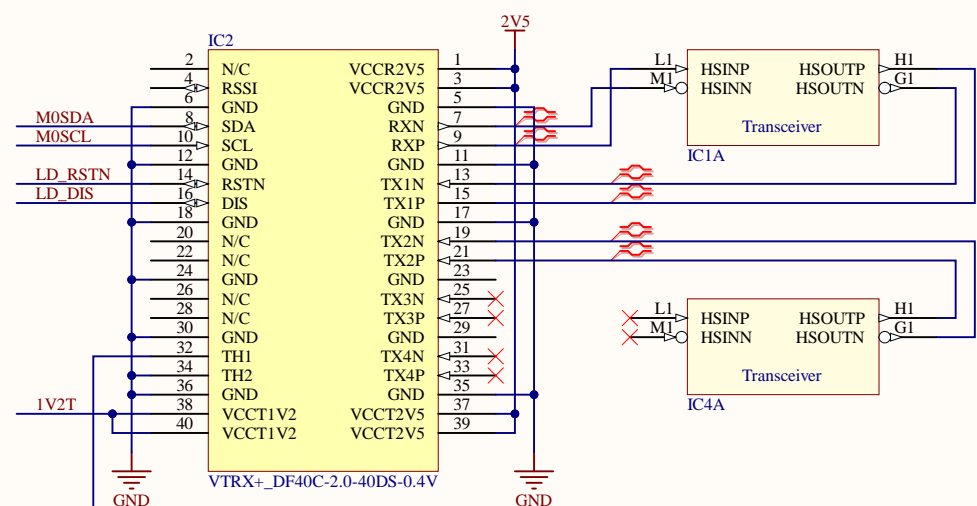 2V5
IC2
2 N/C VCCR2V5 1
4 RSSI VCCR2V5 3
6 GND GND 5
M0SDA 8 SDA RXN 7
M0SCL 10 SCL RXP 9
12 GND GND 11
LD_RSTN 14 RSTN TX1N 13
LD_DIS 16 DIS TX1P 15
18 GND GND 17
20 N/C TX2N 19
22 N/C TX2P 21
24 GND GND 23
26 N/C TX3N 25
28 N/C TX3P 27
30 GND GND 29
32 TH1 TX4N 31
34 TH2 TX4P 33
36 GND GND 35
1V2T 38 VCCT1V2 VCCT2V5 37
40 VCCT1V2 VCCT2V5 39
VTRX+_DF40C-2.0-40DS-0.4V
GND
GND
L1 HSINP HSOUTP H1
M1 HSINN HSOUTN G1
Transceiver
IC1A
L1 HSINP HSOUTP H1
M1 HSINN HSOUTN G1
Transceiver
IC4A